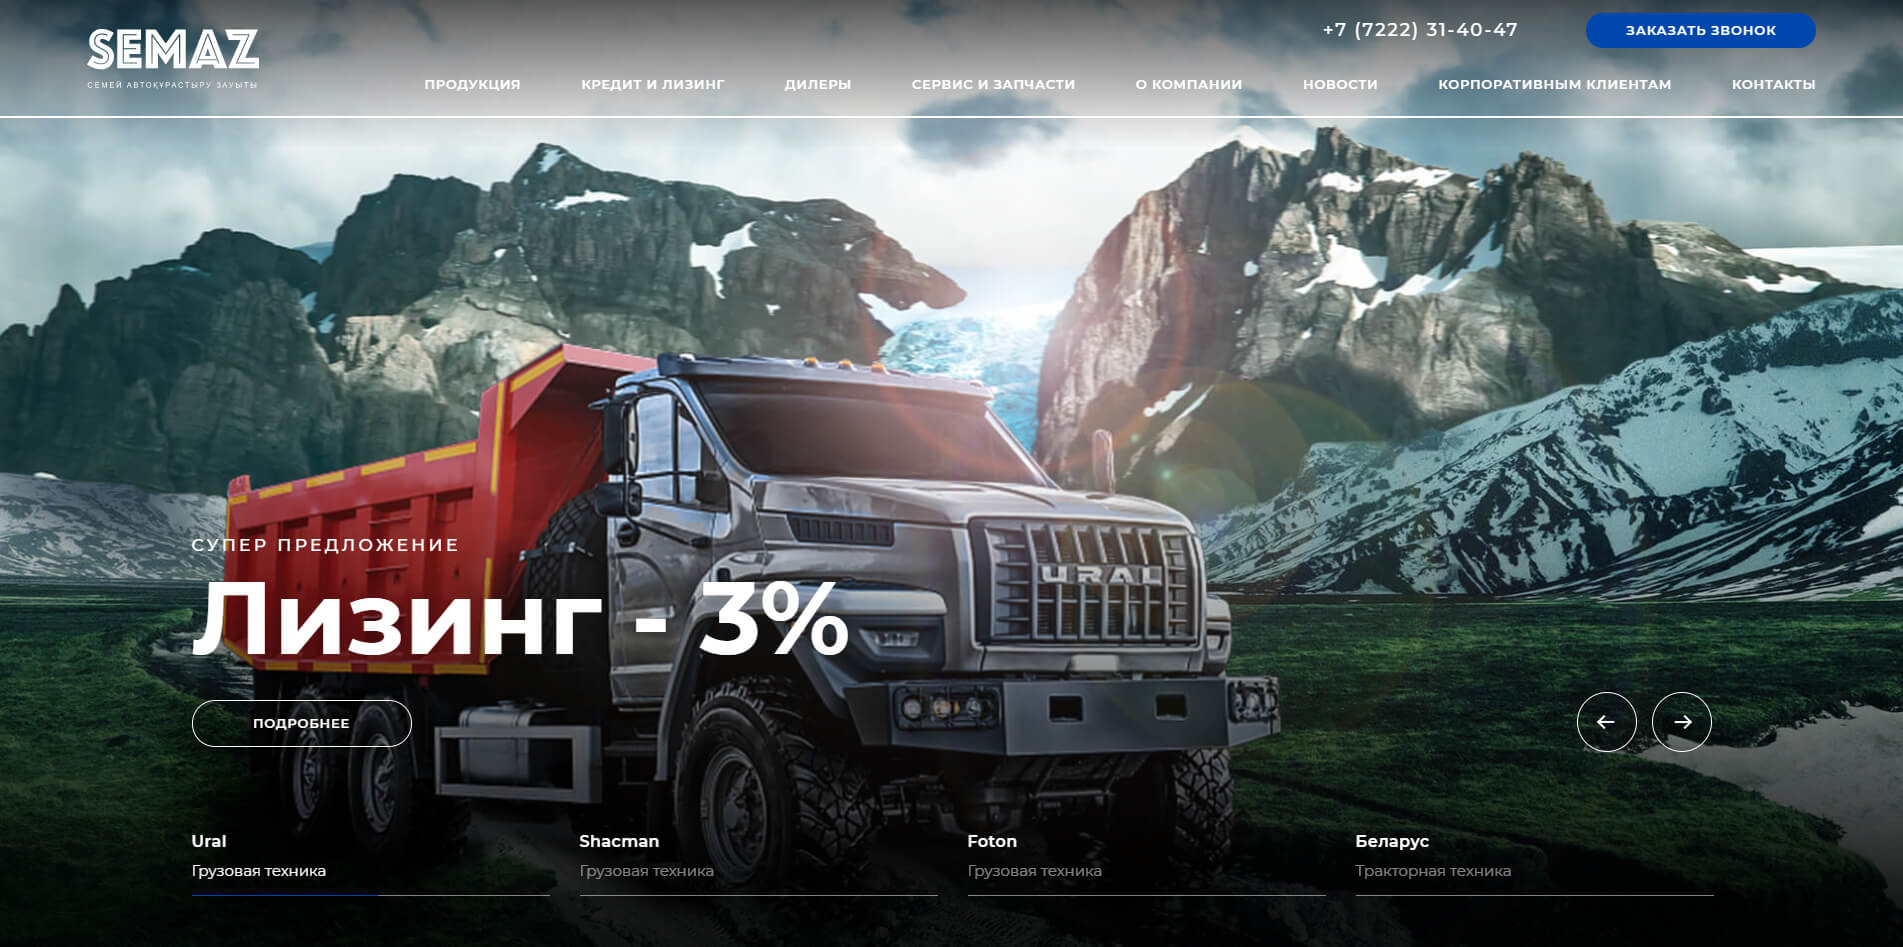 SEMAZ
СЕМЕЙ АВТОҚҰРАСТЫРУ ЗАУЫТЫ
+7 (7222) 31-40-47
ЗАКАЗАТЬ ЗВОНОК
ПРОДУКЦИЯ КРЕДИТ И ЛИЗИНГ ДИЛЕРЫ СЕРВИС И ЗАПЧАСТИ О КОМПАНИИ НОВОСТИ КОРПОРАТИВНЫМ КЛИЕНТАМ КОНТАКТЫ
URAL
СУПЕР ПРЕДЛОЖЕНИЕ
Лизинг - 3%
ПОДРОБНЕЕ
Ural Shacman Foton Беларус
Грузовая техника Грузовая техника Грузовая техника Тракторная техника